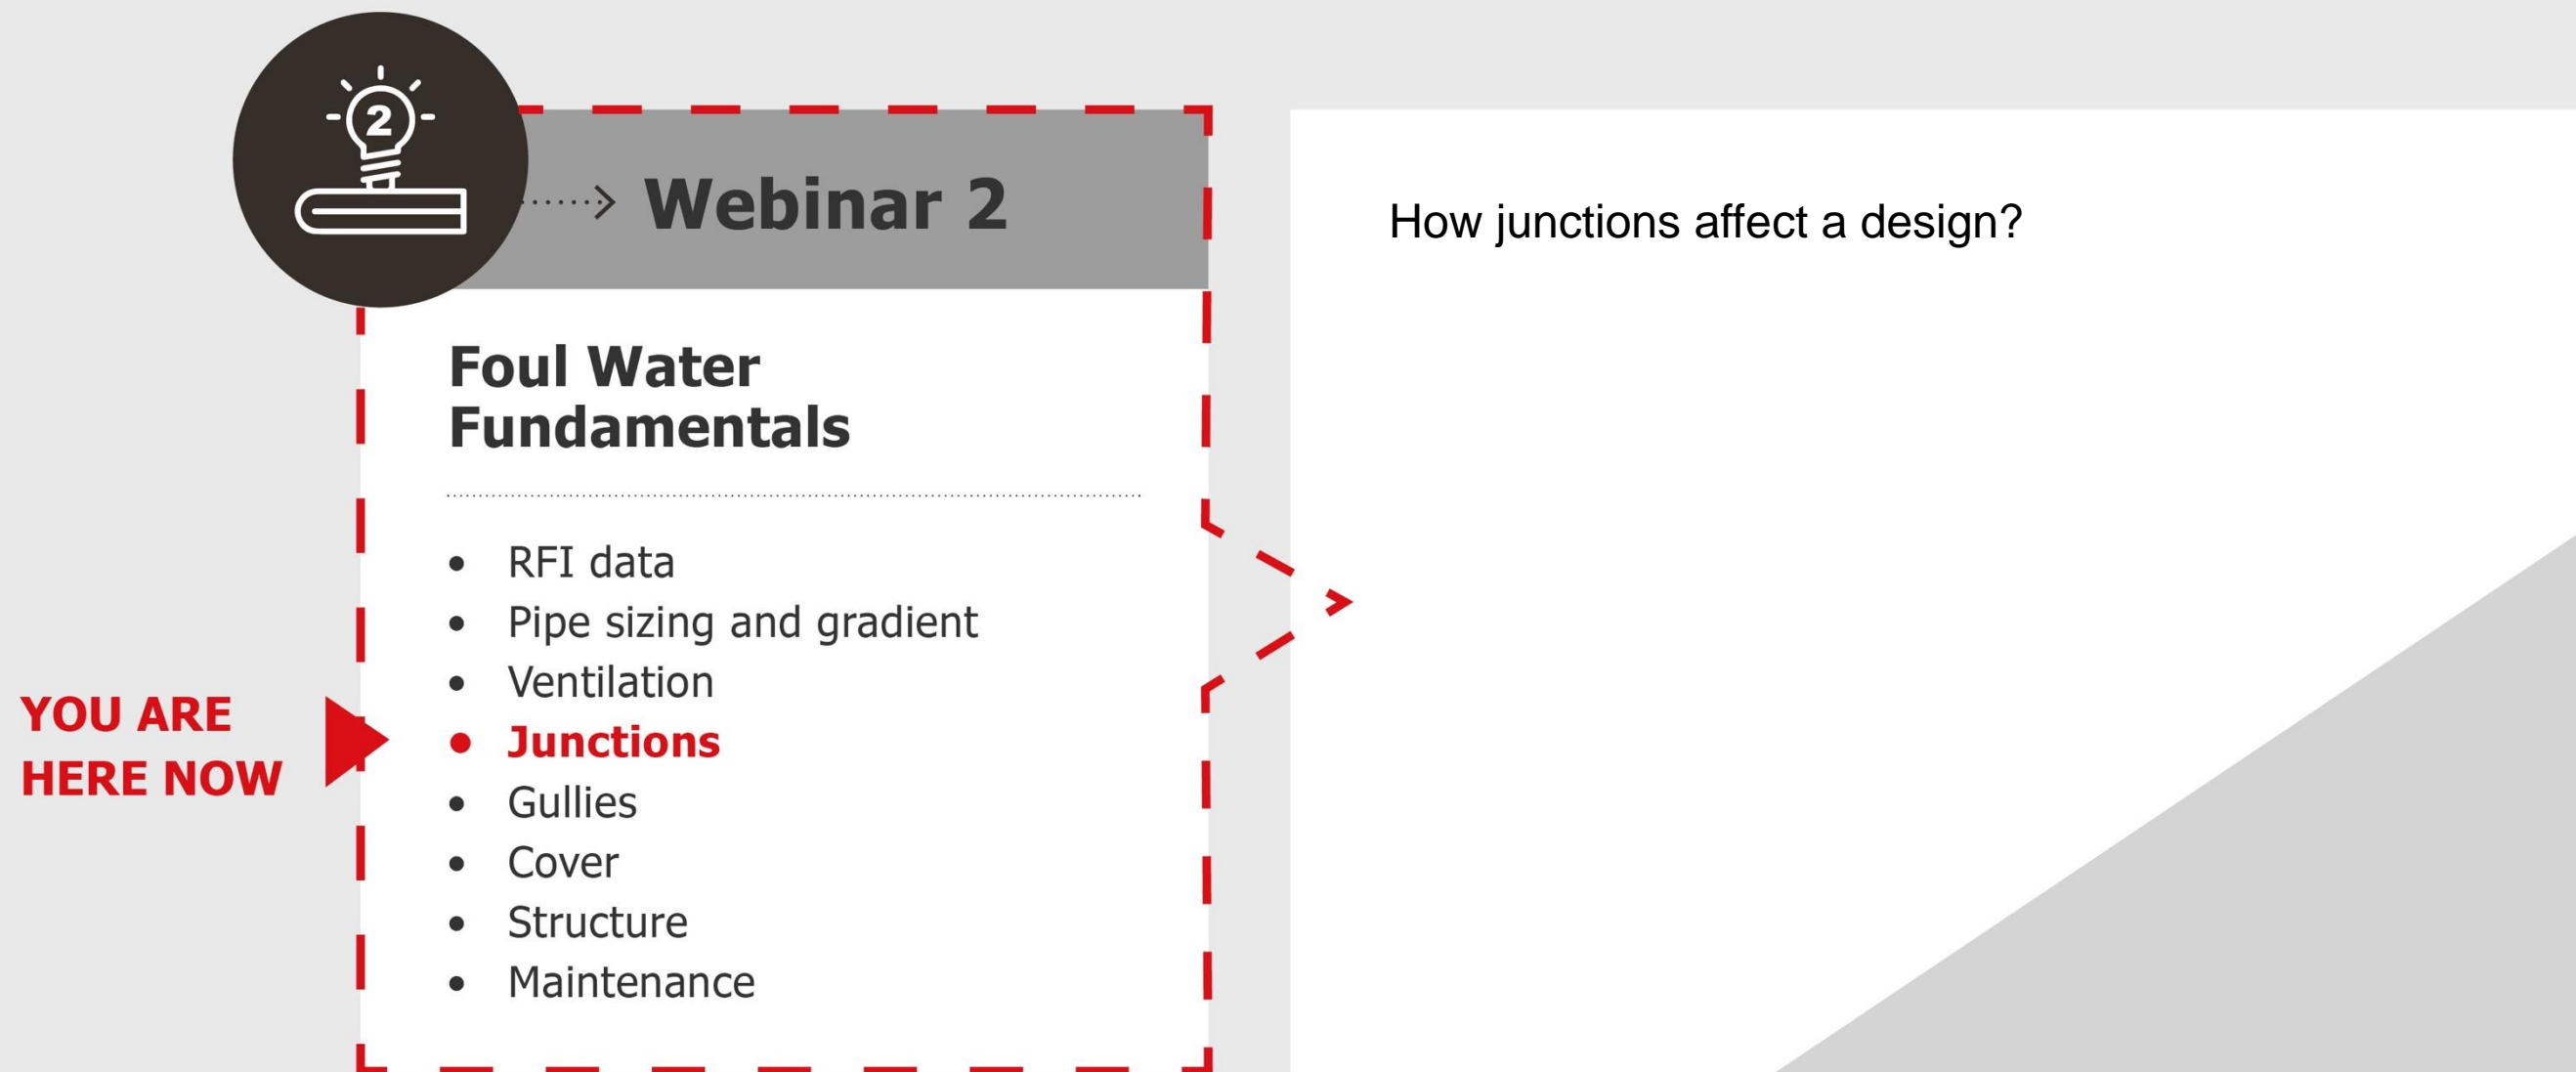 2
Webinar 2
Foul Water
Fundamentals
• RFI data
• Pipe sizing and gradient
• Ventilation
• Junctions
• Gullies
• Cover
• Structure
• Maintenance
YOU ARE
HERE NOW
How junctions affect a design?